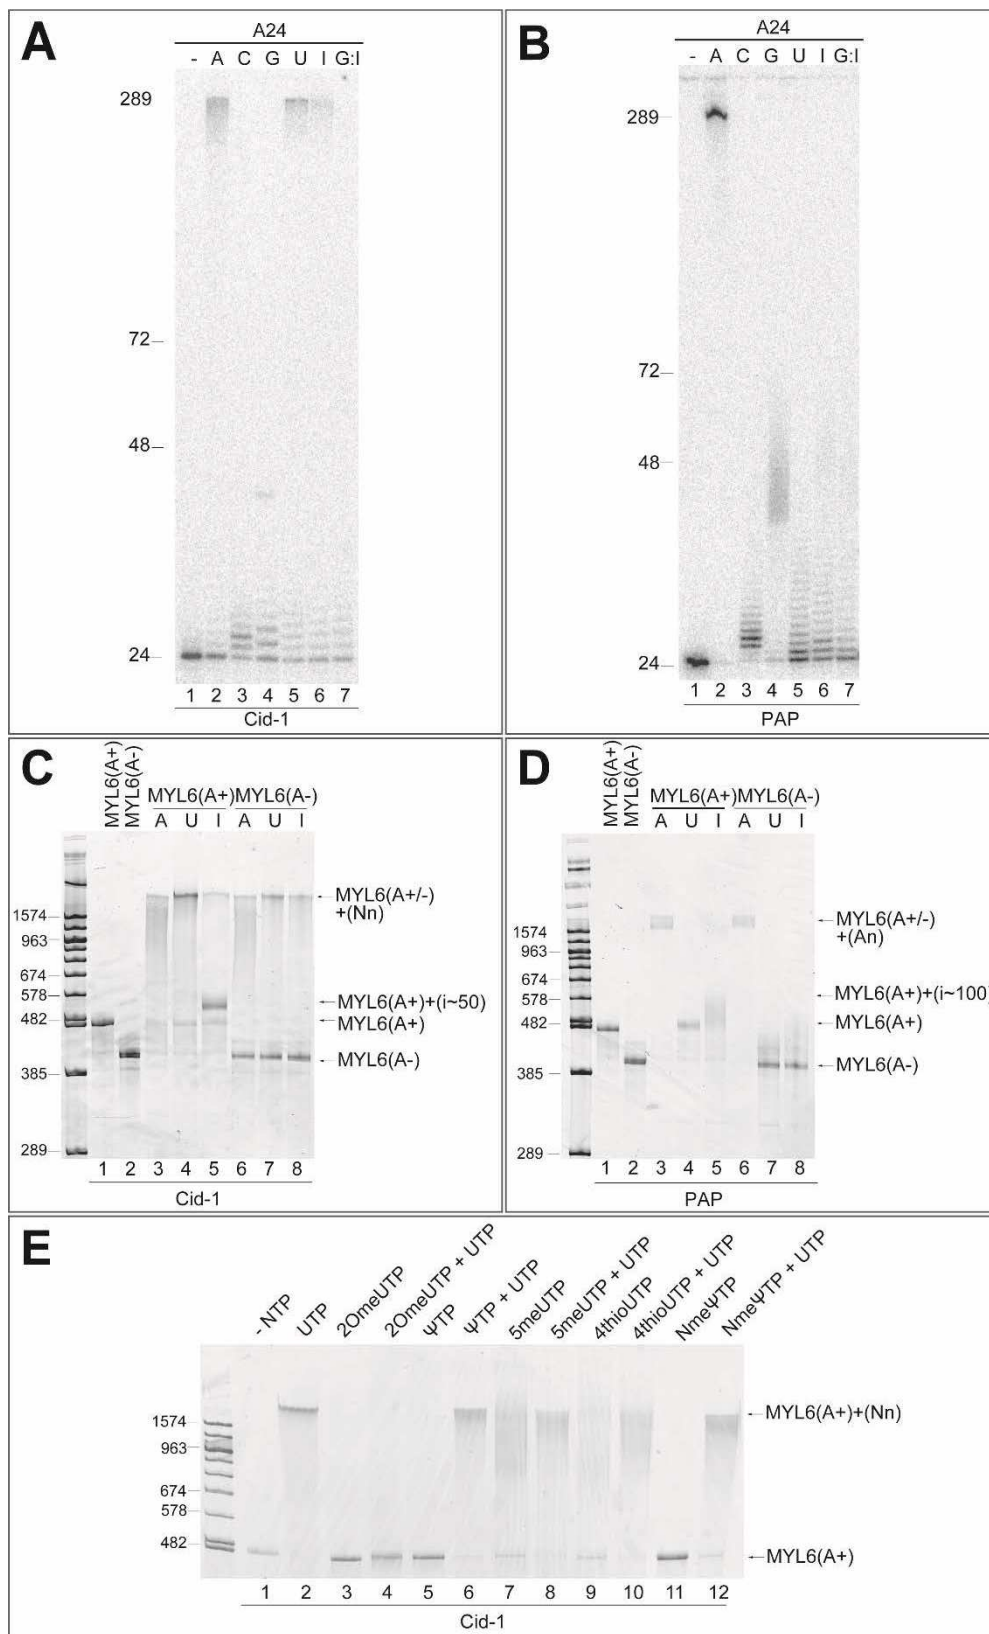 A
A24
- A C G U I G:I
289
72
48
24
1 2 3 4 5 6 7
Cid-1
B
A24
- A C G U I G:I
289
72
48
24
1 2 3 4 5 6 7
PAP
C
MYL6(A+)
MYL6(A-)
MYL6(A+) MYL6(A-)
A U I A U I
1574
963
674
578
482
385
289
MYL6(A+/-)
+(Nn)
MYL6(A+)+(i~50)
MYL6(A+)
MYL6(A-)
1 2 3 4 5 6 7 8
Cid-1
D
MYL6(A+)
MYL6(A-)
MYL6(A+) MYL6(A-)
A U I A U I
1574
963
674
578
482
385
289
MYL6(A+/-)
+(An)
MYL6(A+)+(i~100)
MYL6(A+)
MYL6(A-)
1 2 3 4 5 6 7 8
PAP
E
- NTP
UTP
2OmeUTP
2OmeUTP + UTP
ΨTP
ΨTP + UTP
5meUTP
5meUTP + UTP
4thioUTP
4thioUTP + UTP
NmeΨTP
NmeΨTP + UTP
1574
963
674
578
482
MYL6(A+)+(Nn)
MYL6(A+)
1 2 3 4 5 6 7 8 9 10 11 12
Cid-1